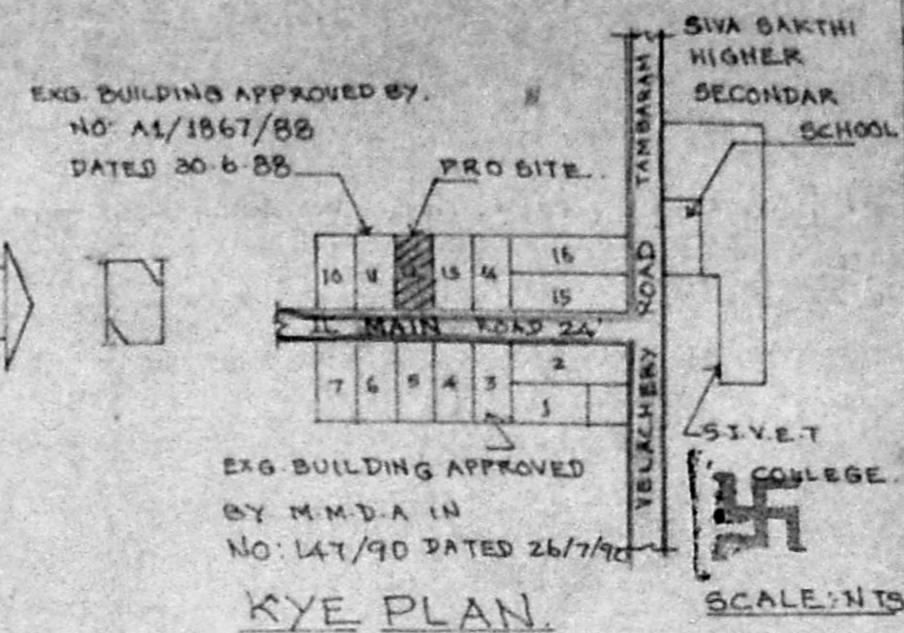 SIVA SAKTHI
HIGHER
SECONDAR
SCHOOL
EXG. BUILDING APPROVED BY.
NO: A1/1867/88
DATED 30-6-88
PRO SITE.
TAMBARAM
ROAD
VELACHERY
10 11 13 14 16
15
II MAIN ROAD 24'
7 6 5 4 3 2
1
S.I.V.E.T
COLLEGE.
EXG. BUILDING APPROVED
BY M.M.D.A IN
NO: 147/90 DATED 26/7/90
KYE PLAN.
SCALE: NTS